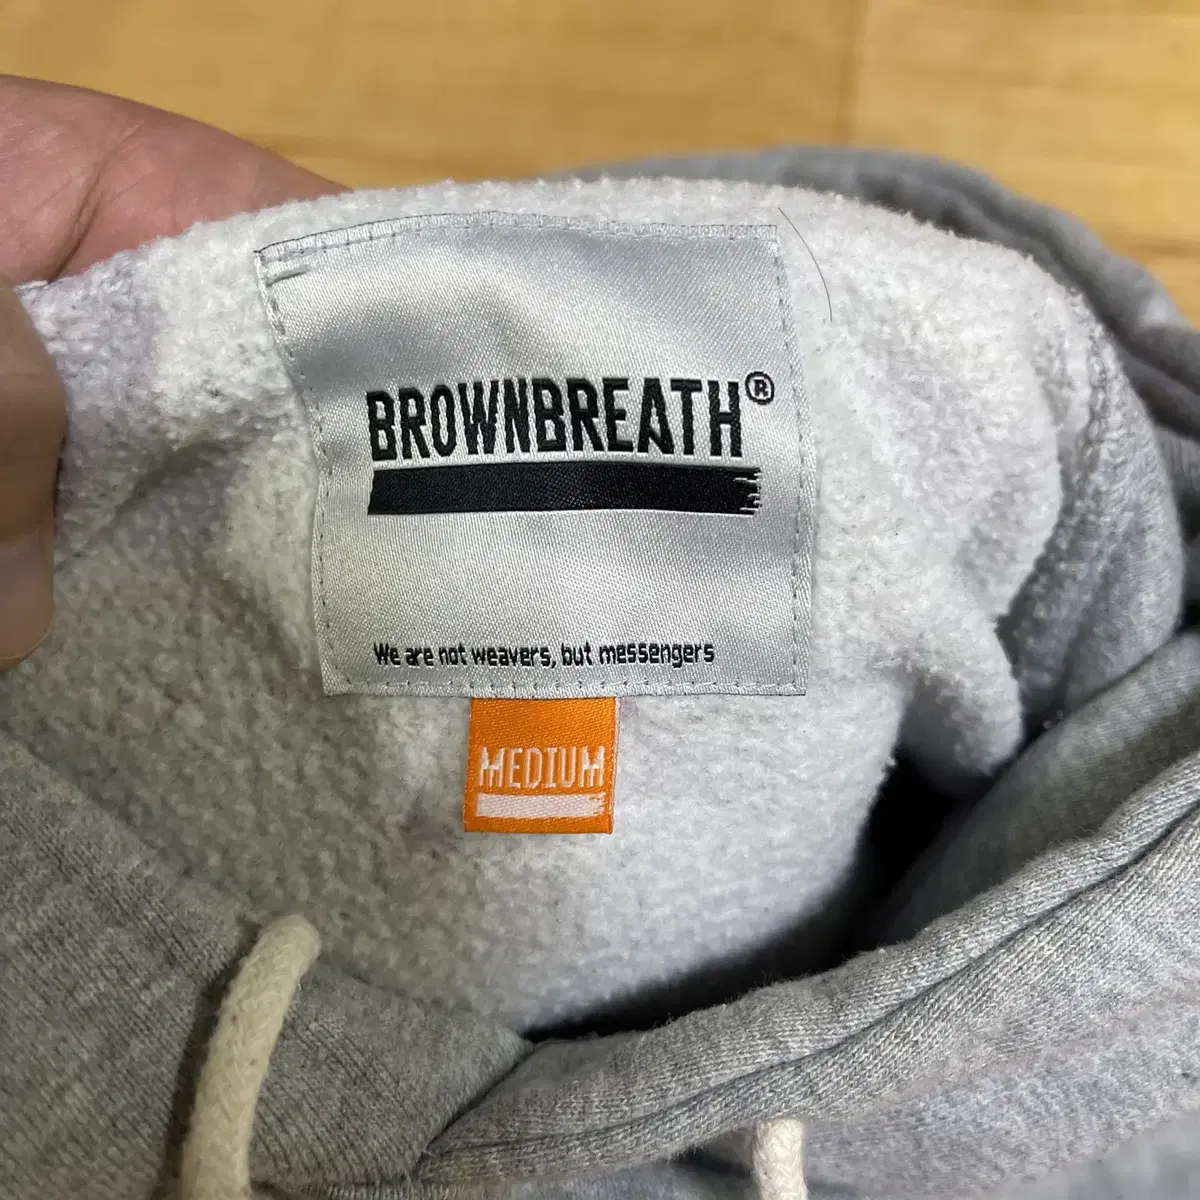 BROWNBREATH®
We are not weavers, but messengers
MEDIUM